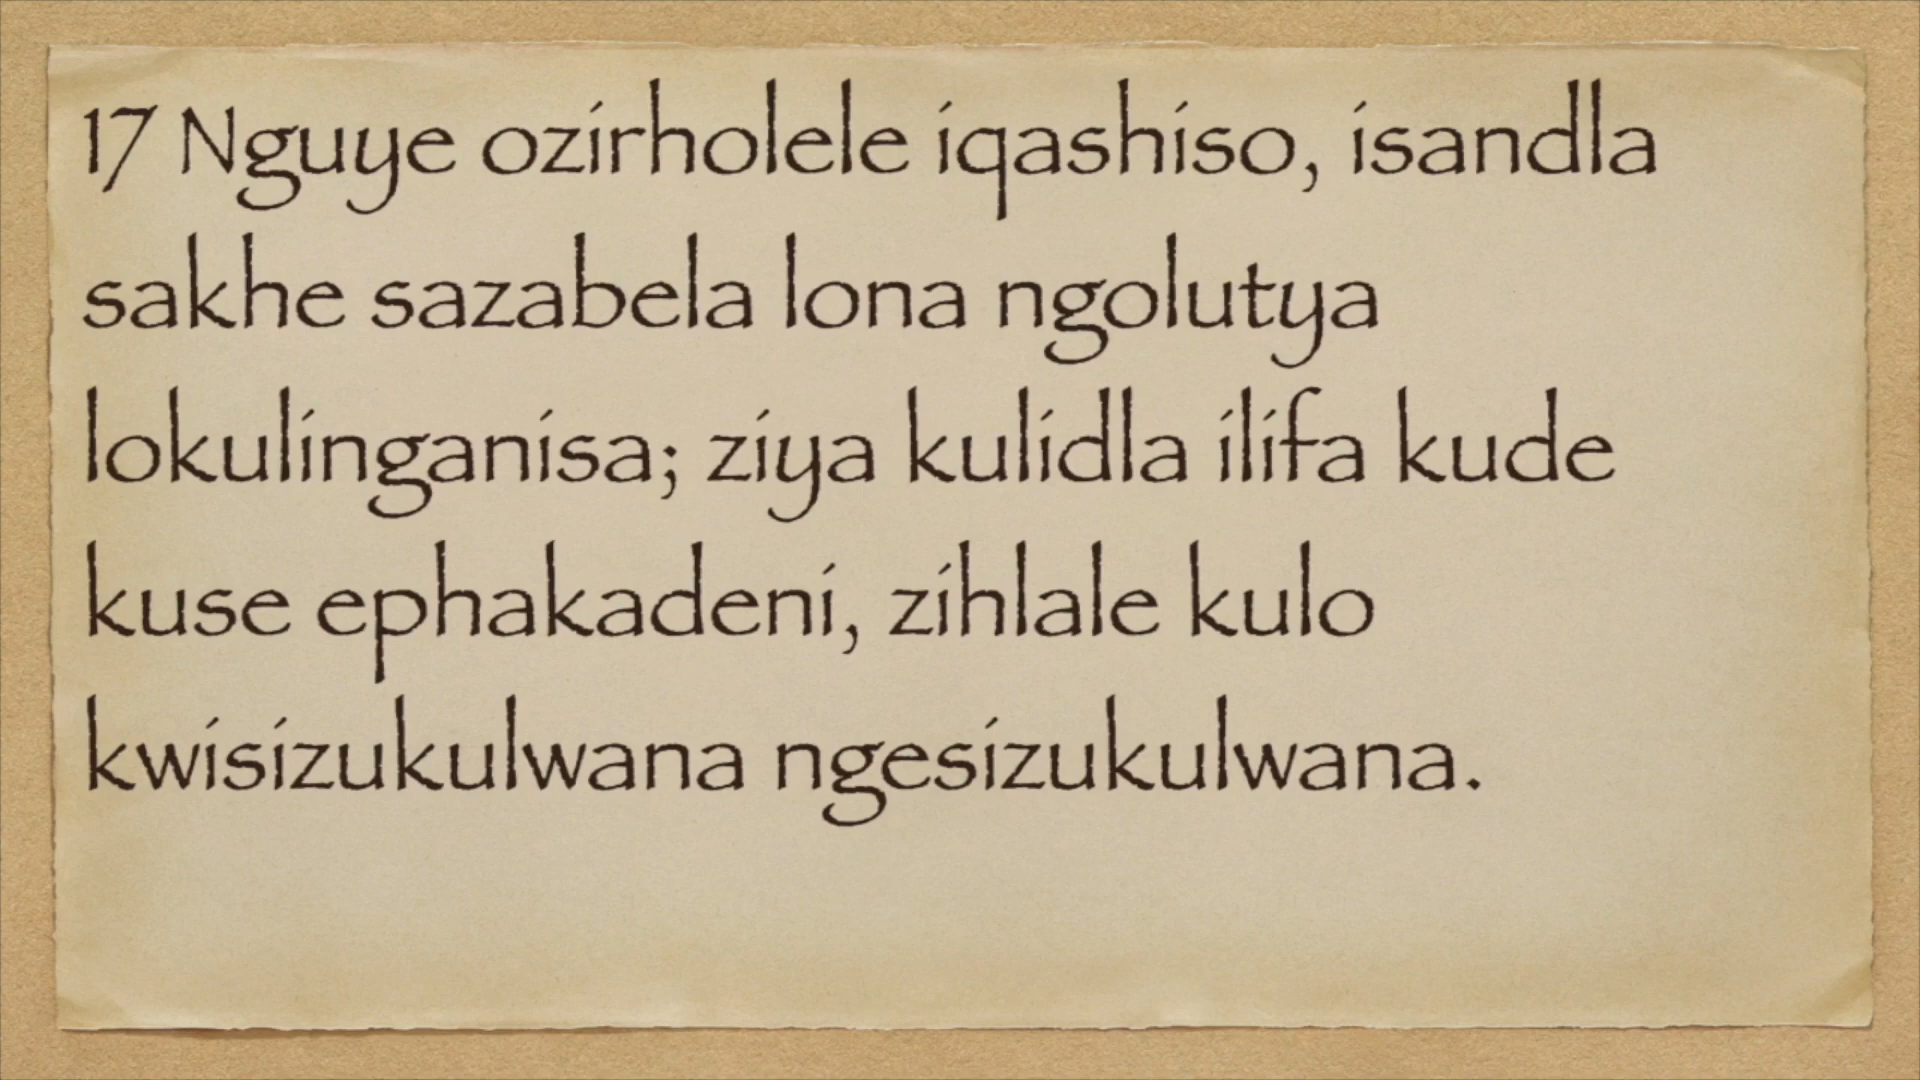 17 Nguye ozirholele iqashiso, isandla
sakhe sazabela lona ngolutya
lokulinganisa; ziya kulidla ilifa kude
kuse ephakadeni, zihlale kulo
kwisizukulwana ngesizukulwana.